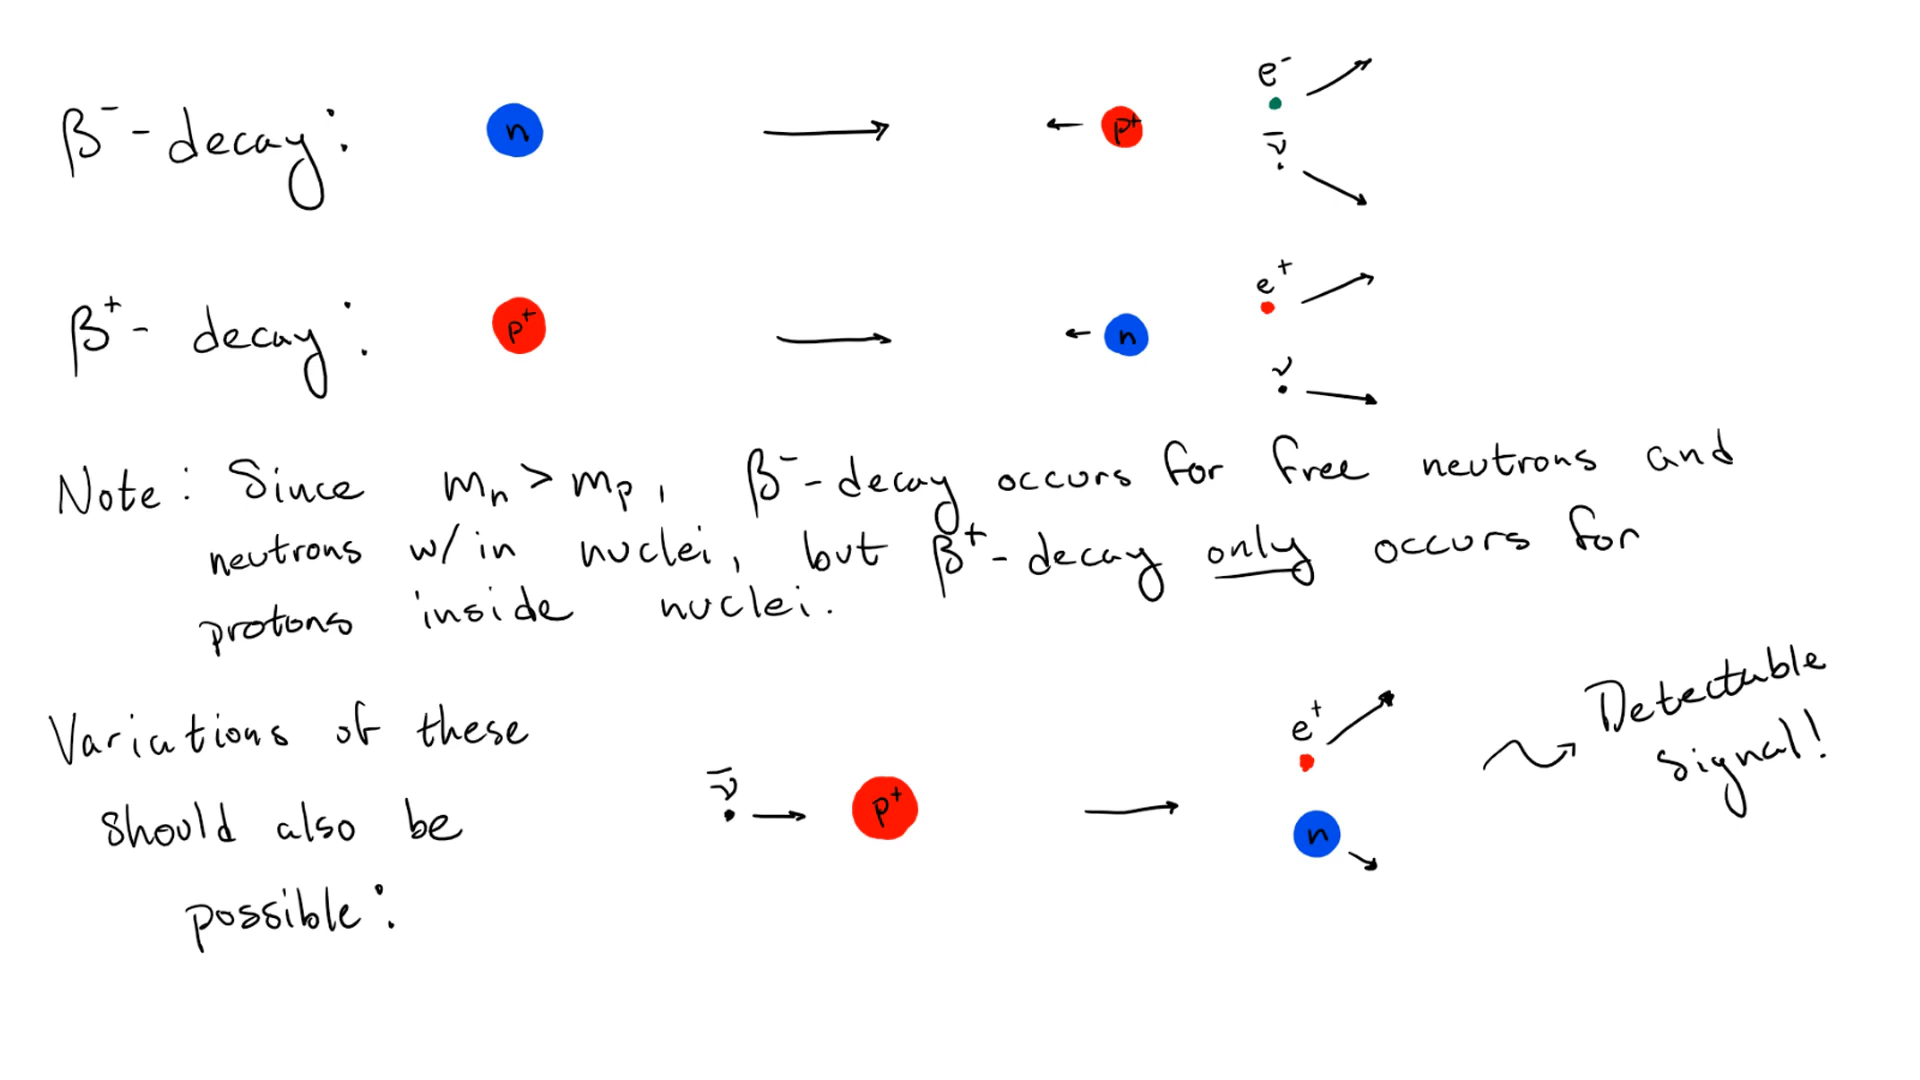 β⁻-decay: n → ← p⁺ e⁻ ν̄
β⁺- decay: p⁺ → ← n e⁺ ν
Note: Since mₙ > mₚ, β⁻-decay occurs for free neutrons and
neutrons w/in nuclei, but β⁺-decay only occurs for
protons inside nuclei.
Variations of these
should also be
possible:
ν̄ → p⁺ → e⁺ n
Detectable
signal!